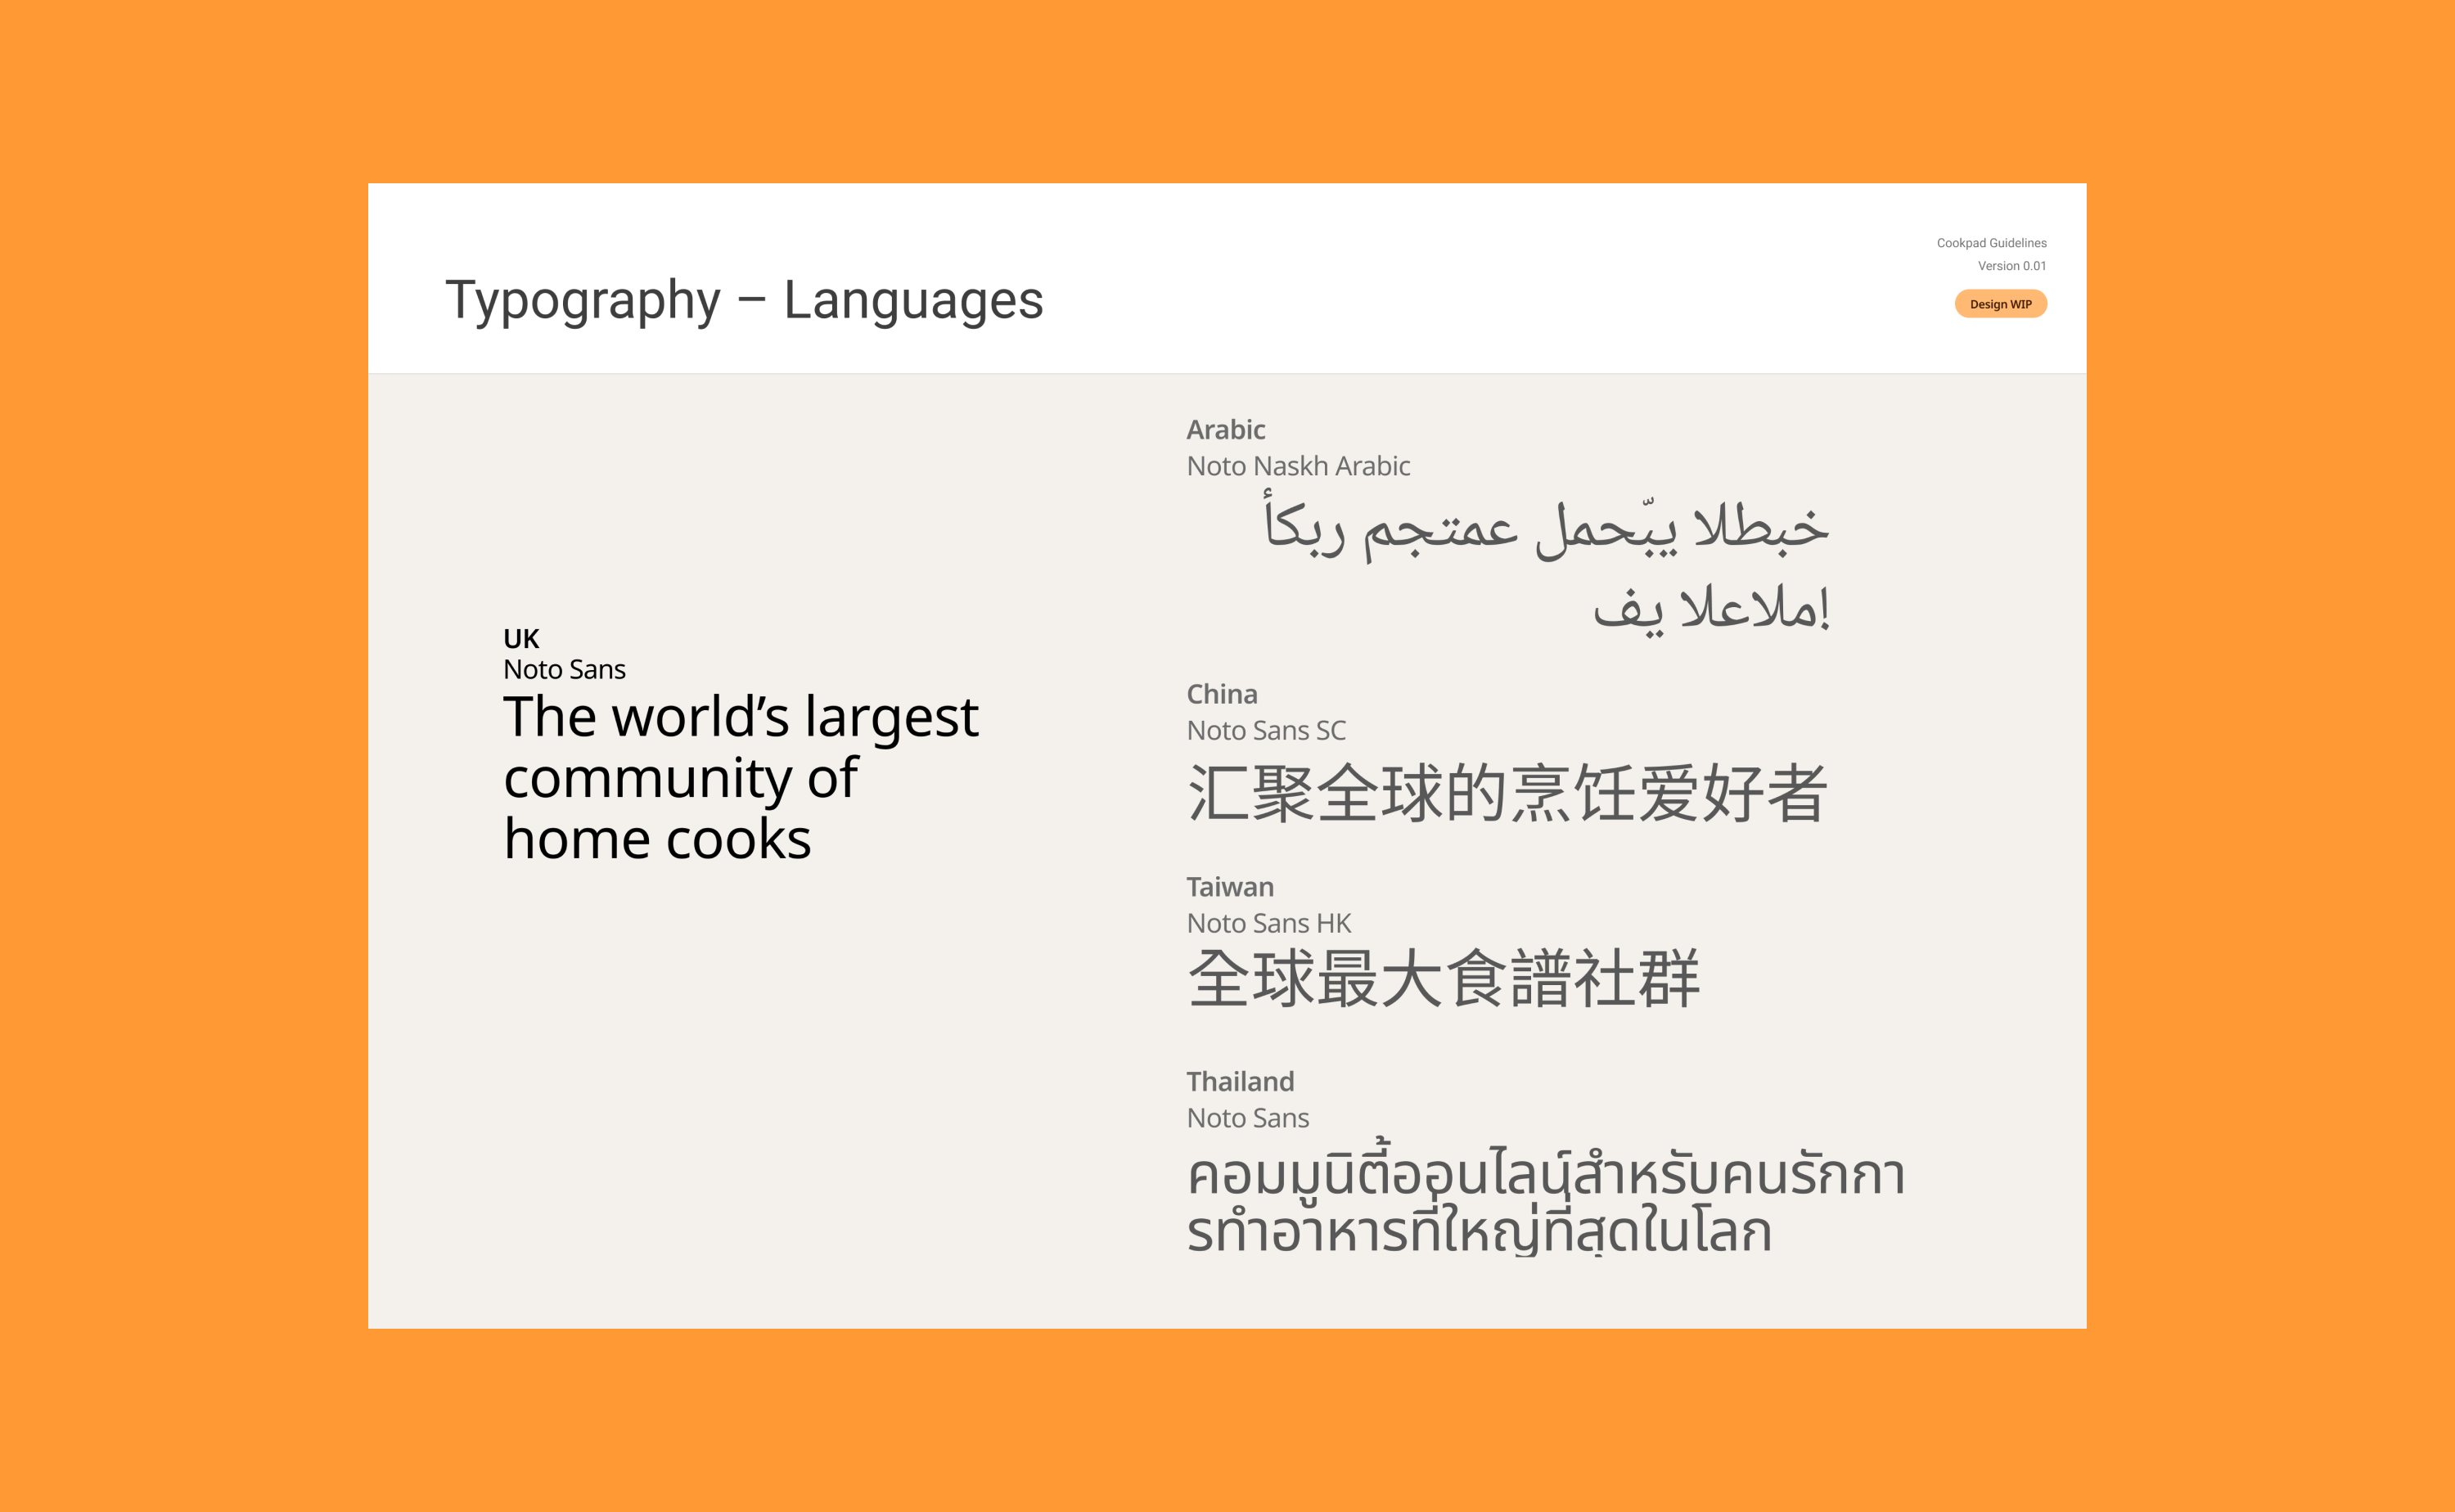 Cookpad Guidelines
Version 0.01
Design WIP
Typography – Languages
UK
Noto Sans
The world’s largest
community of
home cooks
Arabic
Noto Naskh Arabic
خبطلا يبّحمل عمتجم ربكأ
!ملاعلا يف
China
Noto Sans SC
汇聚全球的烹饪爱好者
Taiwan
Noto Sans HK
全球最大食譜社群
Thailand
Noto Sans
คอมมูนิตี้ออนไลน์สำหรับคนรักกา
รทำอาหารที่ใหญ่ที่สุดในโลก